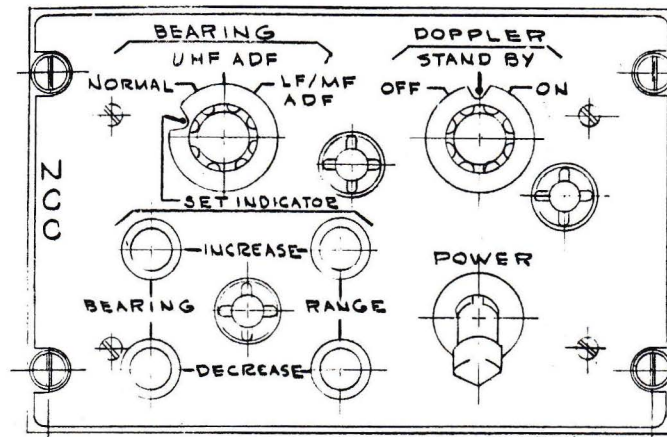 BEARING
DOPPLER
UHF ADF
STAND BY
NORMAL
LF/MF
ADF
OFF
ON
NCC
SET INDICATOR
INCREASE
POWER
BEARING
RANGE
DECREASE